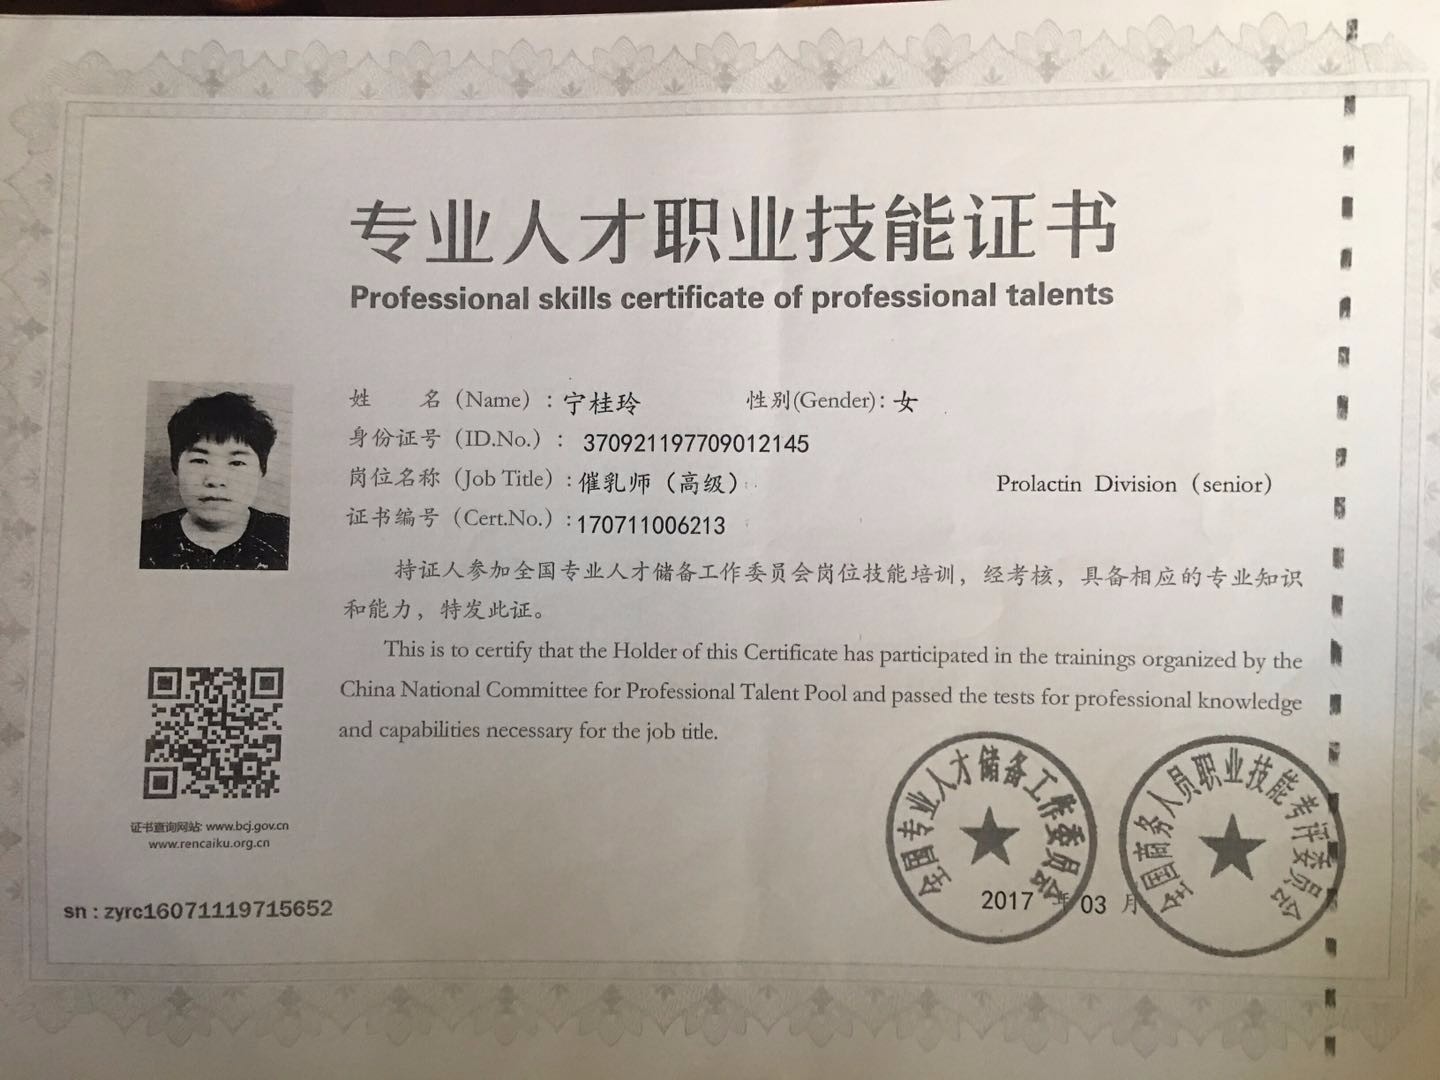 专业人才职业技能证书
Professional skills certificate of professional talents
姓 名（Name）：宁桂玲 性别(Gender)：女
身份证号（ID.No.）： 370921197709012145
岗位名称（Job Title）：催乳师（高级） Prolactin Division（senior）
证书编号（Cert.No.）：170711006213
持证人参加全国专业人才储备工作委员会岗位技能培训，经考核，具备相应的专业知识
和能力，特发此证。
This is to certify that the Holder of this Certificate has participated in the trainings organized by the
China National Committee for Professional Talent Pool and passed the tests for professional knowledge
and capabilities necessary for the job title.
证书查询网站: www.bcj.gov.cn
www.rencaiku.org.cn
全国专业人才储备工作委员会
全国商务人员职业技能考评委员会
2017 年 03 月
sn : zyrc16071119715652